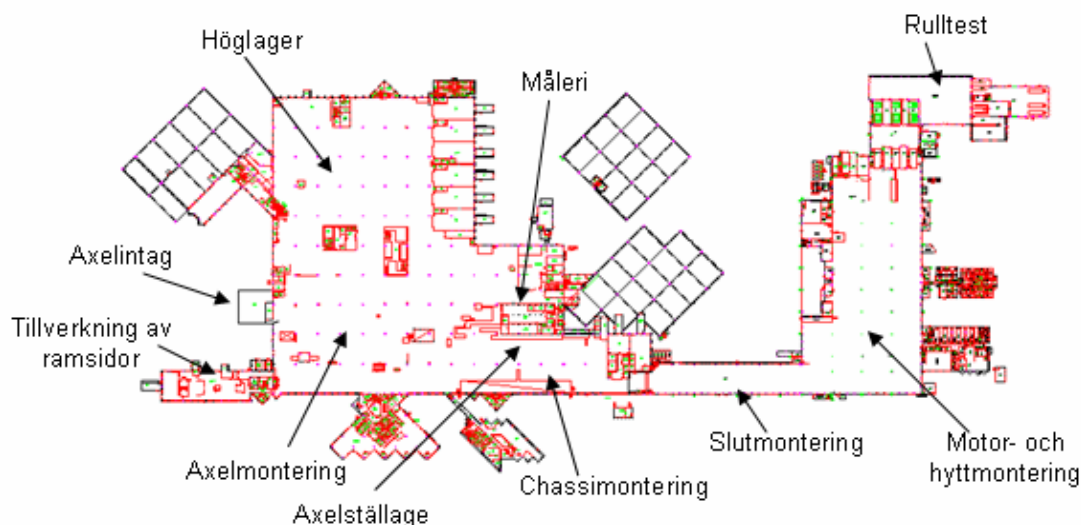 Rulltest
Höglager
Måleri
Axelintag
Tillverkning av
ramsidor
Axelmontering
Axelställage
Chassimontering
Slutmontering
Motor- och
hyttmontering